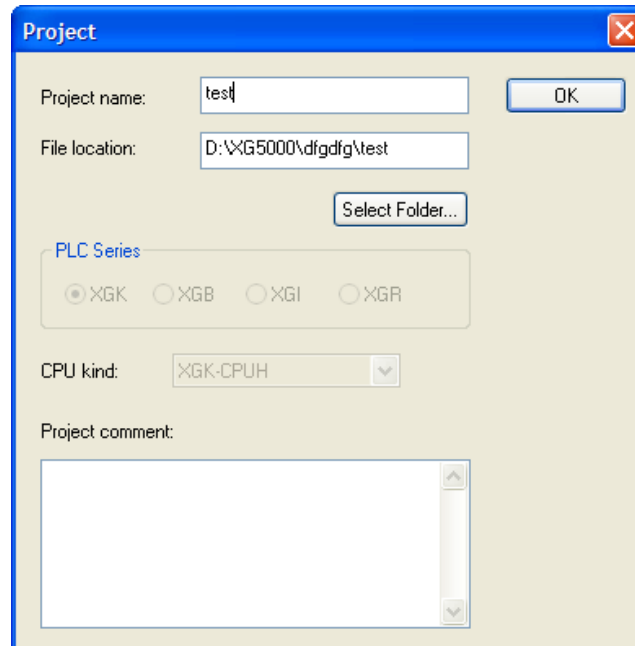 Project
Project name: test OK
File location: D:\XG5000\dfgdfg\test
Select Folder...
PLC Series
XGK XGB XGI XGR
CPU kind: XGK-CPUH
Project comment: